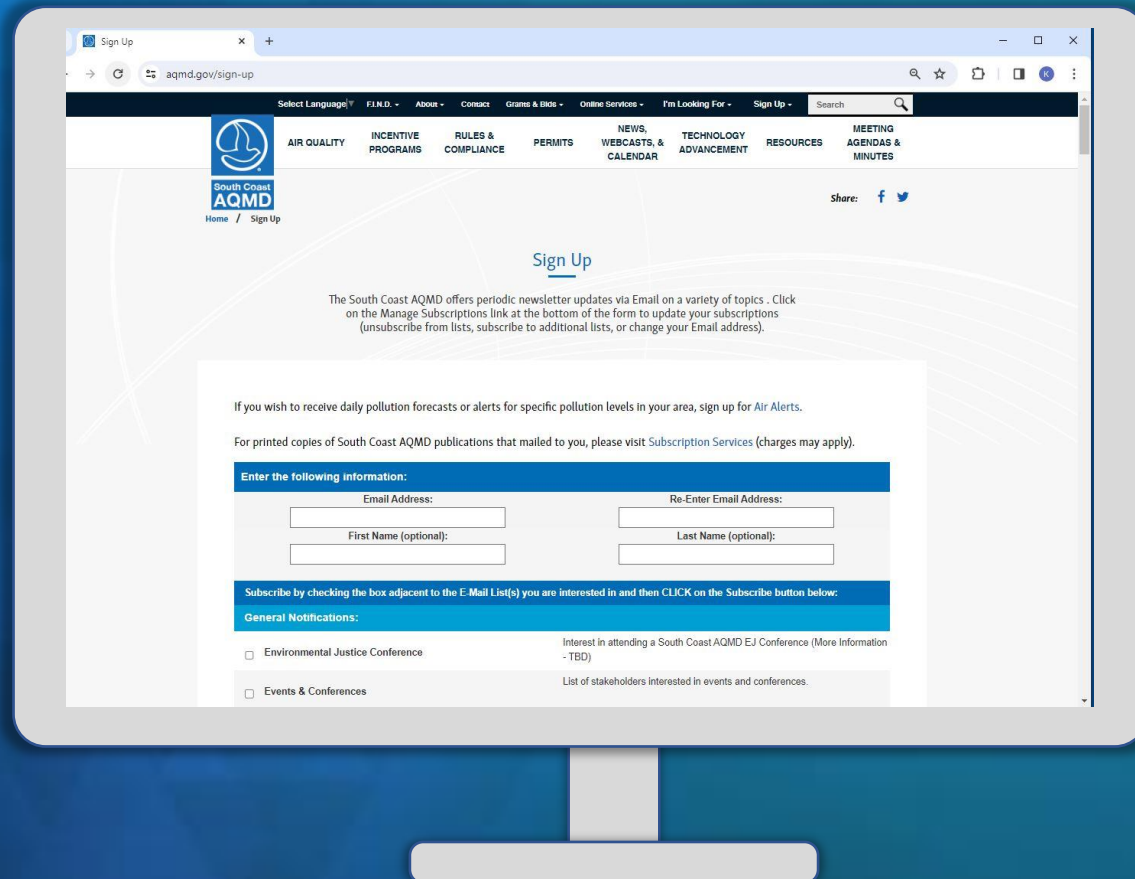 Sign Up
aqmd.gov/sign-up
K
Select Language F.I.N.D. About Contact Grants & Bids Online Services I'm Looking For Sign Up Search
AIR QUALITY
INCENTIVE
PROGRAMS
RULES &
COMPLIANCE
PERMITS
NEWS,
WEBCASTS, &
CALENDAR
TECHNOLOGY
ADVANCEMENT
RESOURCES
MEETING
AGENDAS &
MINUTES
South Coast
AQMD
Share:
Home / Sign Up
Sign Up
The South Coast AQMD offers periodic newsletter updates via Email on a variety of topics . Click
on the Manage Subscriptions link at the bottom of the form to update your subscriptions
(unsubscribe from lists, subscribe to additional lists, or change your Email address).
If you wish to receive daily pollution forecasts or alerts for specific pollution levels in your area, sign up for Air Alerts.
For printed copies of South Coast AQMD publications that mailed to you, please visit Subscription Services (charges may apply).
Enter the following information:
Email Address: Re-Enter Email Address:
First Name (optional): Last Name (optional):
Subscribe by checking the box adjacent to the E-Mail List(s) you are interested in and then CLICK on the Subscribe button below:
General Notifications:
Environmental Justice Conference
Interest in attending a South Coast AQMD EJ Conference (More Information
- TBD)
Events & Conferences
List of stakeholders interested in events and conferences.